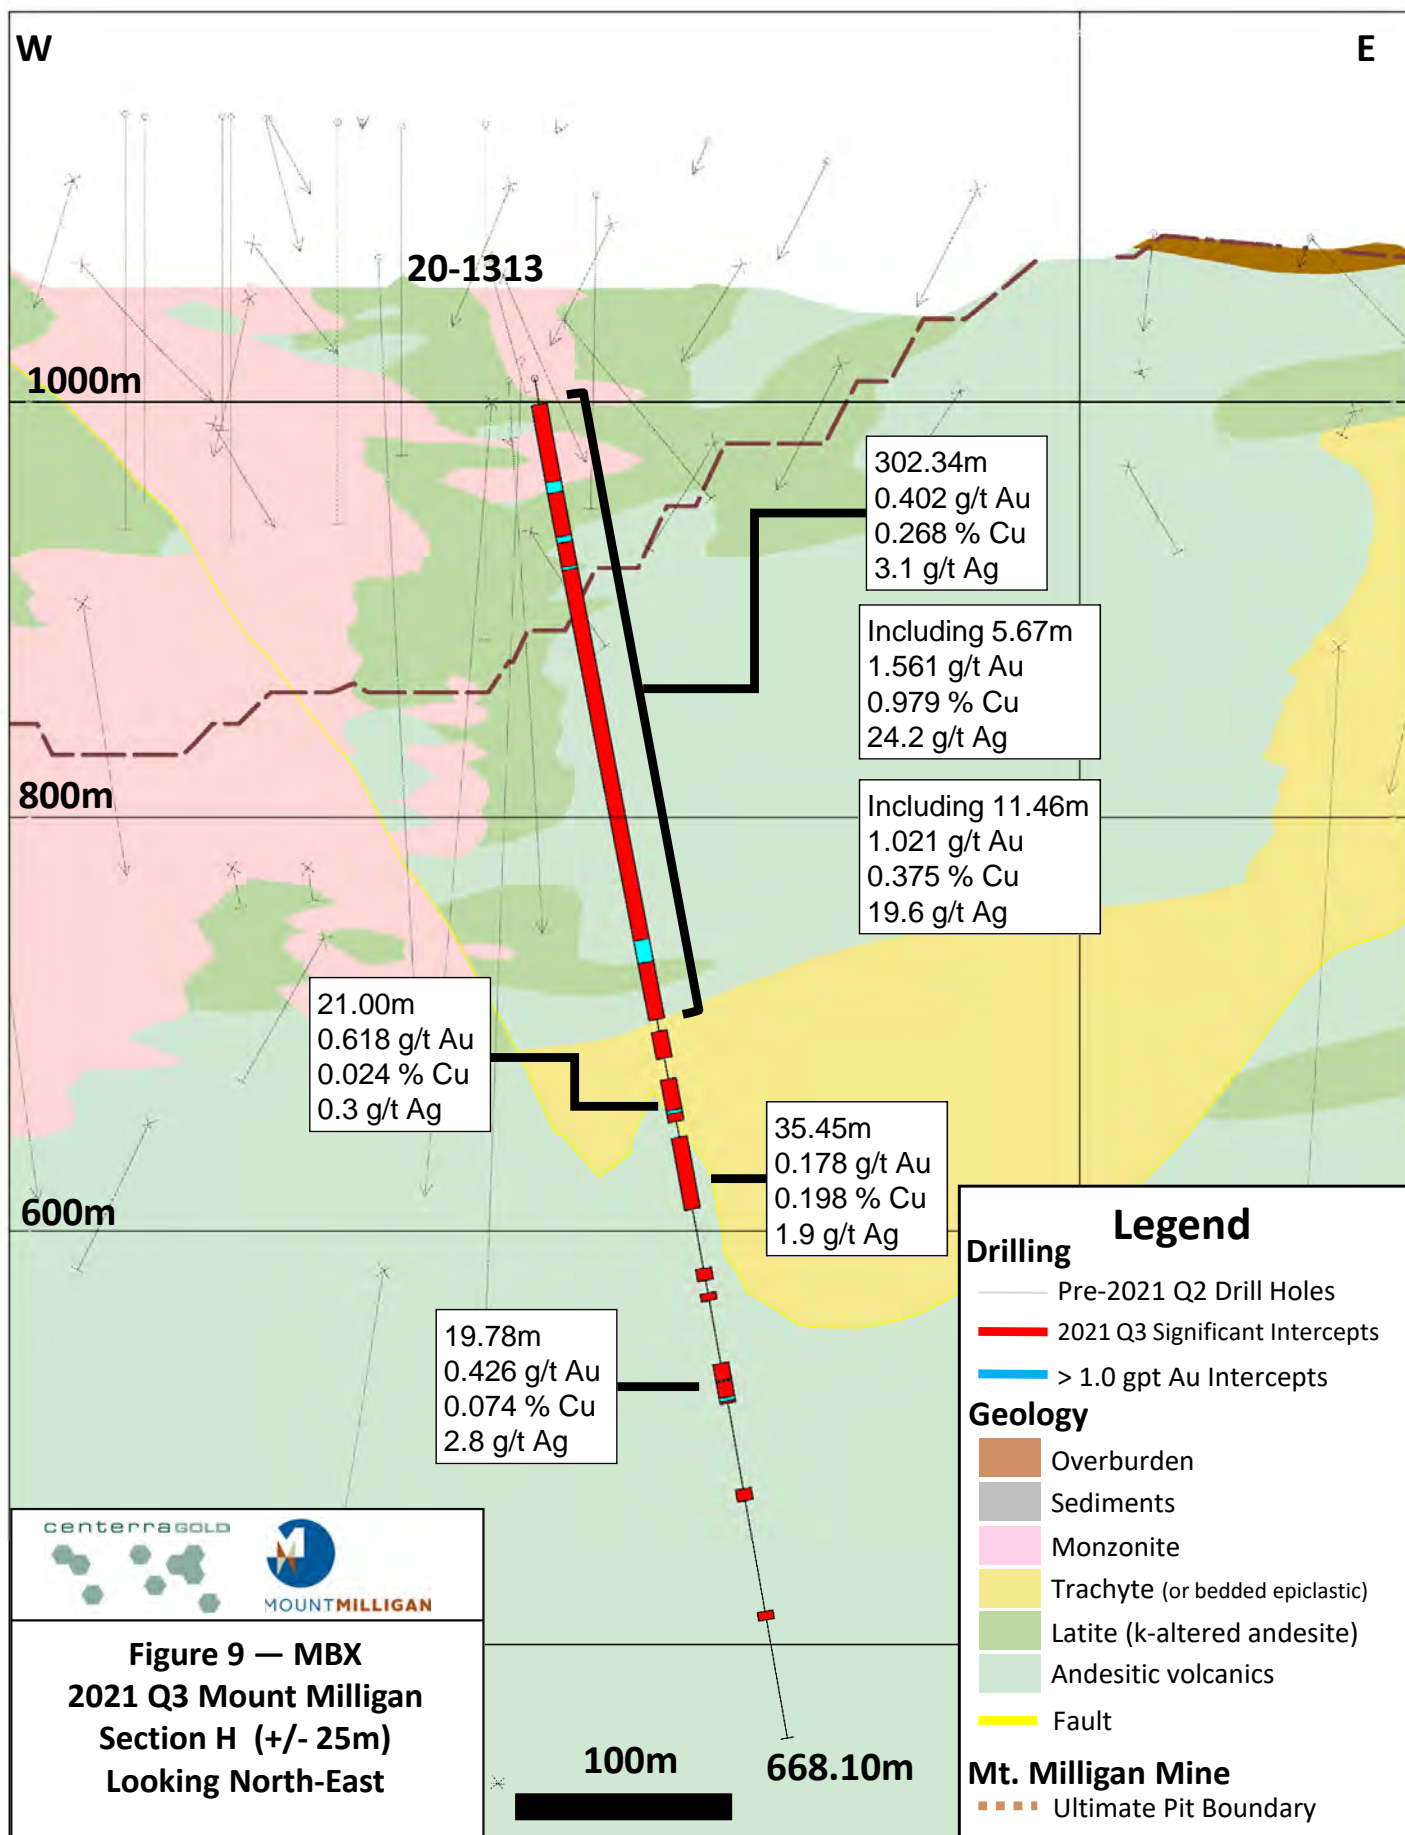 W
E
20-1313
1000m
302.34m
0.402 g/t Au
0.268 % Cu
3.1 g/t Ag
Including 5.67m
1.561 g/t Au
0.979 % Cu
24.2 g/t Ag
800m
Including 11.46m
1.021 g/t Au
0.375 % Cu
19.6 g/t Ag
21.00m
0.618 g/t Au
0.024 % Cu
0.3 g/t Ag
35.45m
0.178 g/t Au
0.198 % Cu
1.9 g/t Ag
600m
19.78m
0.426 g/t Au
0.074 % Cu
2.8 g/t Ag
Legend
Drilling
Pre-2021 Q2 Drill Holes
2021 Q3 Significant Intercepts
> 1.0 gpt Au Intercepts
Geology
Overburden
Sediments
Monzonite
Trachyte (or bedded epiclastic)
Latite (k-altered andesite)
Andesitic volcanics
Fault
Mt. Milligan Mine
Ultimate Pit Boundary
centerraGOLD
MOUNTMILLIGAN
Figure 9 — MBX
2021 Q3 Mount Milligan
Section H (+/- 25m)
Looking North-East
100m
668.10m